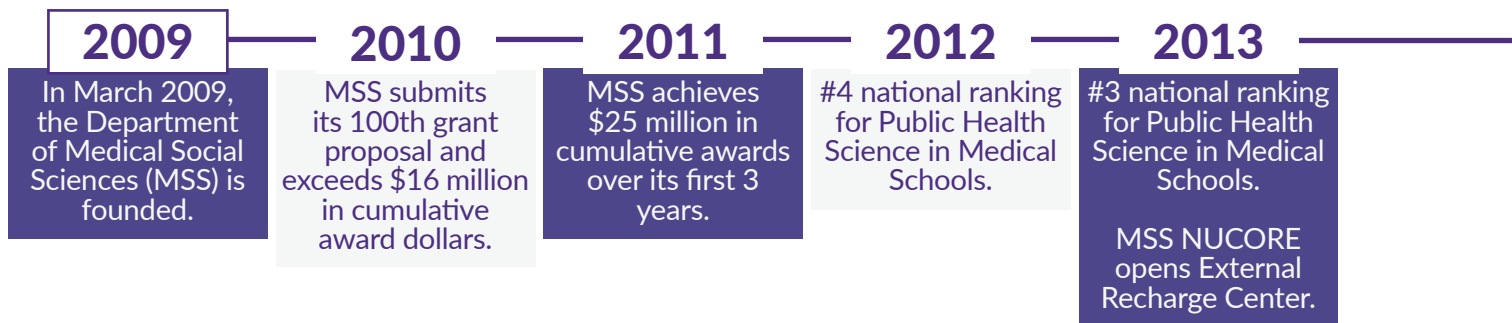 2009
In March 2009,
the Department
of Medical Social
Sciences (MSS) is
founded.
2010
MSS submits
its 100th grant
proposal and
exceeds $16 million
in cumulative
award dollars.
2011
MSS achieves
$25 million in
cumulative awards
over its first 3
years.
2012
#4 national ranking
for Public Health
Science in Medical
Schools.
2013
#3 national ranking
for Public Health
Science in Medical
Schools.
MSS NUCORE
opens External
Recharge Center.